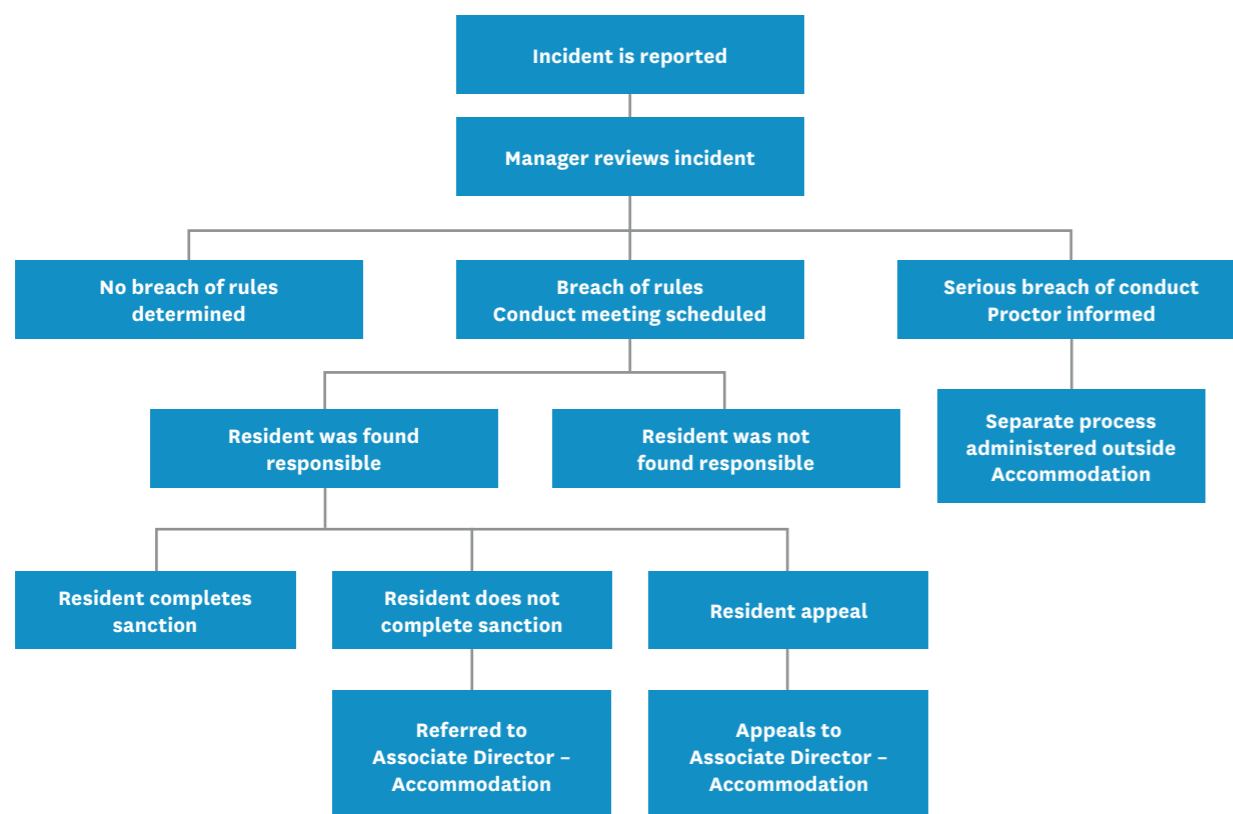 Incident is reported
Manager reviews incident
No breach of rules
determined
Breach of rules
Conduct meeting scheduled
Serious breach of conduct
Proctor informed
Resident was found
responsible
Resident was not
found responsible
Separate process
administered outside
Accommodation
Resident completes
sanction
Resident does not
complete sanction
Resident appeal
Referred to
Associate Director –
Accommodation
Appeals to
Associate Director –
Accommodation